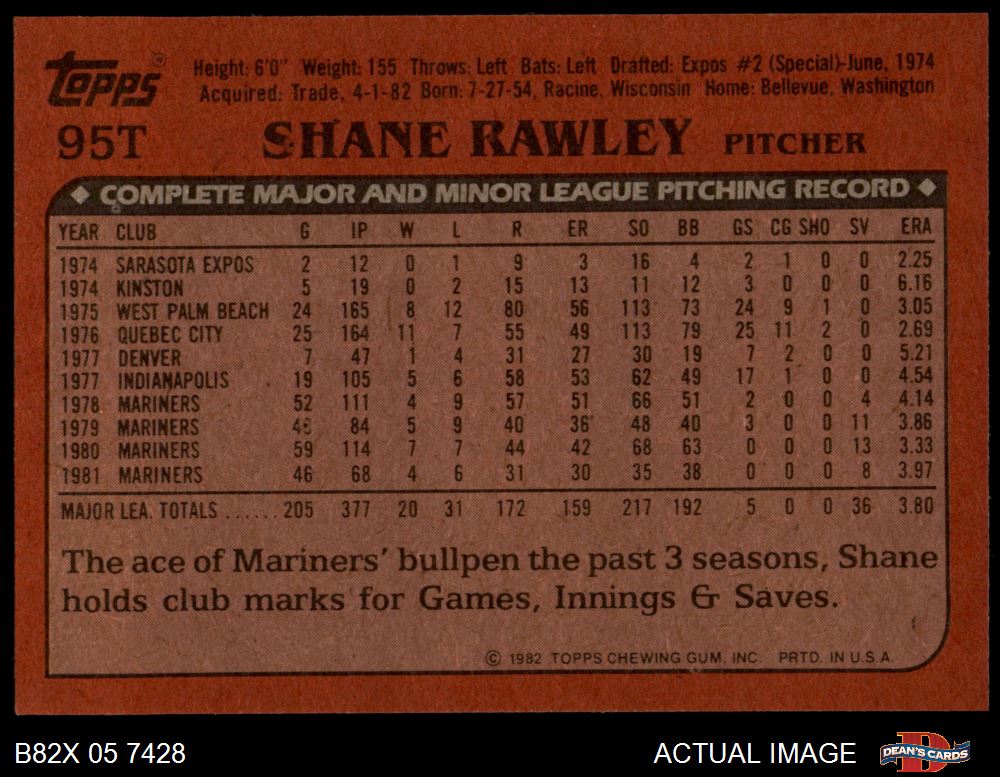 Topps®
Height: 6'0" Weight: 155 Throws: Left Bats: Left Drafted: Expos #2 (Special)-June, 1974
Acquired: Trade, 4-1-82 Born: 7-27-54, Racine, Wisconsin Home: Bellevue, Washington
95T SHANE RAWLEY PITCHER
◆ COMPLETE MAJOR AND MINOR LEAGUE PITCHING RECORD ◆
YEAR CLUB G IP W L R ER SO BB GS CG SHO SV ERA
1974 SARASOTA EXPOS 2 12 0 1 9 3 16 4 2 1 0 0 2.25
1974 KINSTON 5 19 0 2 15 13 11 12 3 0 0 0 6.16
1975 WEST PALM BEACH 24 165 8 12 80 56 113 73 24 9 1 0 3.05
1976 QUEBEC CITY 25 164 11 7 55 49 113 79 25 11 2 0 2.69
1977 DENVER 7 47 1 4 31 27 30 19 7 2 0 0 5.21
1977 INDIANAPOLIS 19 105 5 6 58 53 62 49 17 1 0 0 4.54
1978 MARINERS 52 111 4 9 57 51 66 51 2 0 0 4 4.14
1979 MARINERS 84 5 9 40 36 48 40 3 0 0 11 3.86
1980 MARINERS 59 114 7 7 44 42 68 63 0 0 0 13 3.33
1981 MARINERS 46 68 4 6 31 30 35 38 0 0 0 8 3.97
MAJOR LEA. TOTALS ...... 205 377 20 31 172 159 217 192 5 0 0 36 3.80
The ace of Mariners' bullpen the past 3 seasons, Shane
holds club marks for Games, Innings & Saves.
© 1982 TOPPS CHEWING GUM, INC. PRTD. IN U.S.A.
B82X 05 7428 ACTUAL IMAGE DEAN'S CARDS